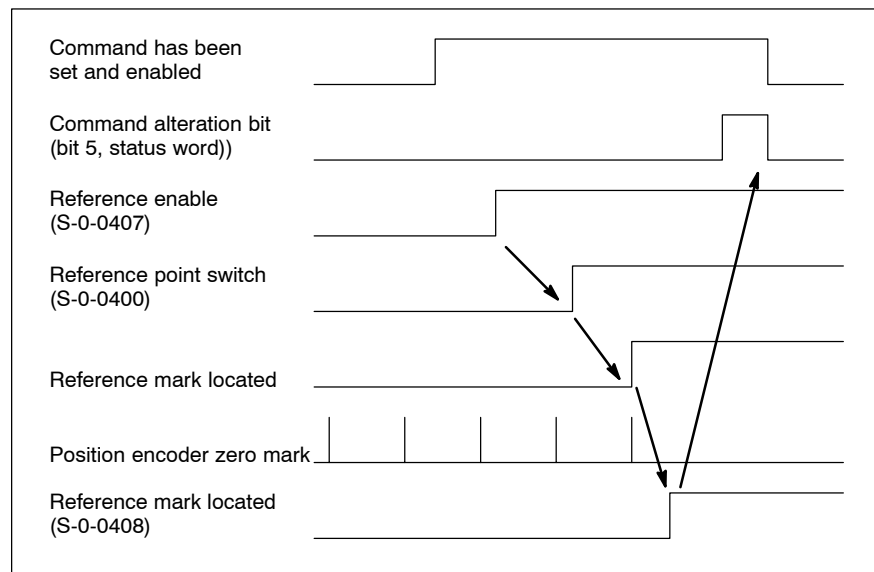 Command has been
set and enabled
Command alteration bit
(bit 5, status word))
Reference enable
(S-0-0407)
Reference point switch
(S-0-0400)
Reference mark located
Position encoder zero mark
Reference mark located
(S-0-0408)